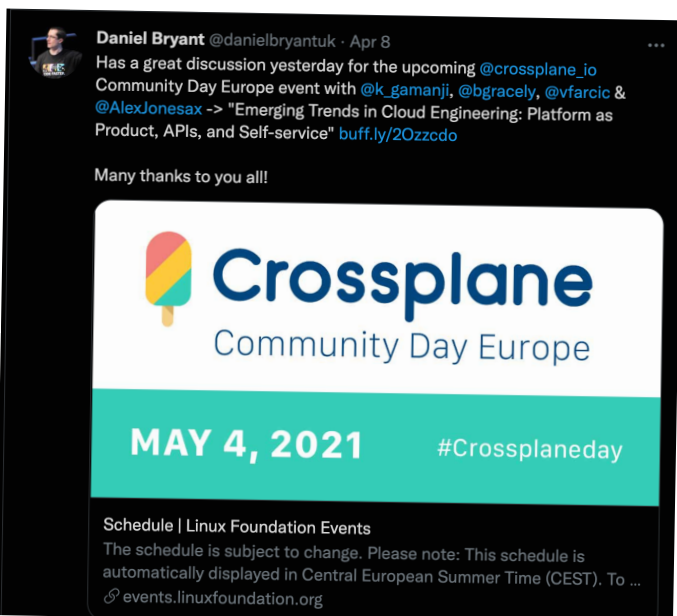 Daniel Bryant @danielbryantuk · Apr 8 ...
Has a great discussion yesterday for the upcoming @crossplane_io
Community Day Europe event with @k_gamanji, @bgracely, @vfarcic &
@AlexJonesax -> "Emerging Trends in Cloud Engineering: Platform as
Product, APIs, and Self-service" buff.ly/2Ozzcdo
Many thanks to you all!
Crossplane
Community Day Europe
MAY 4, 2021 #Crossplaneday
Schedule | Linux Foundation Events
The schedule is subject to change. Please note: This schedule is
automatically displayed in Central European Summer Time (CEST). To ...
events.linuxfoundation.org